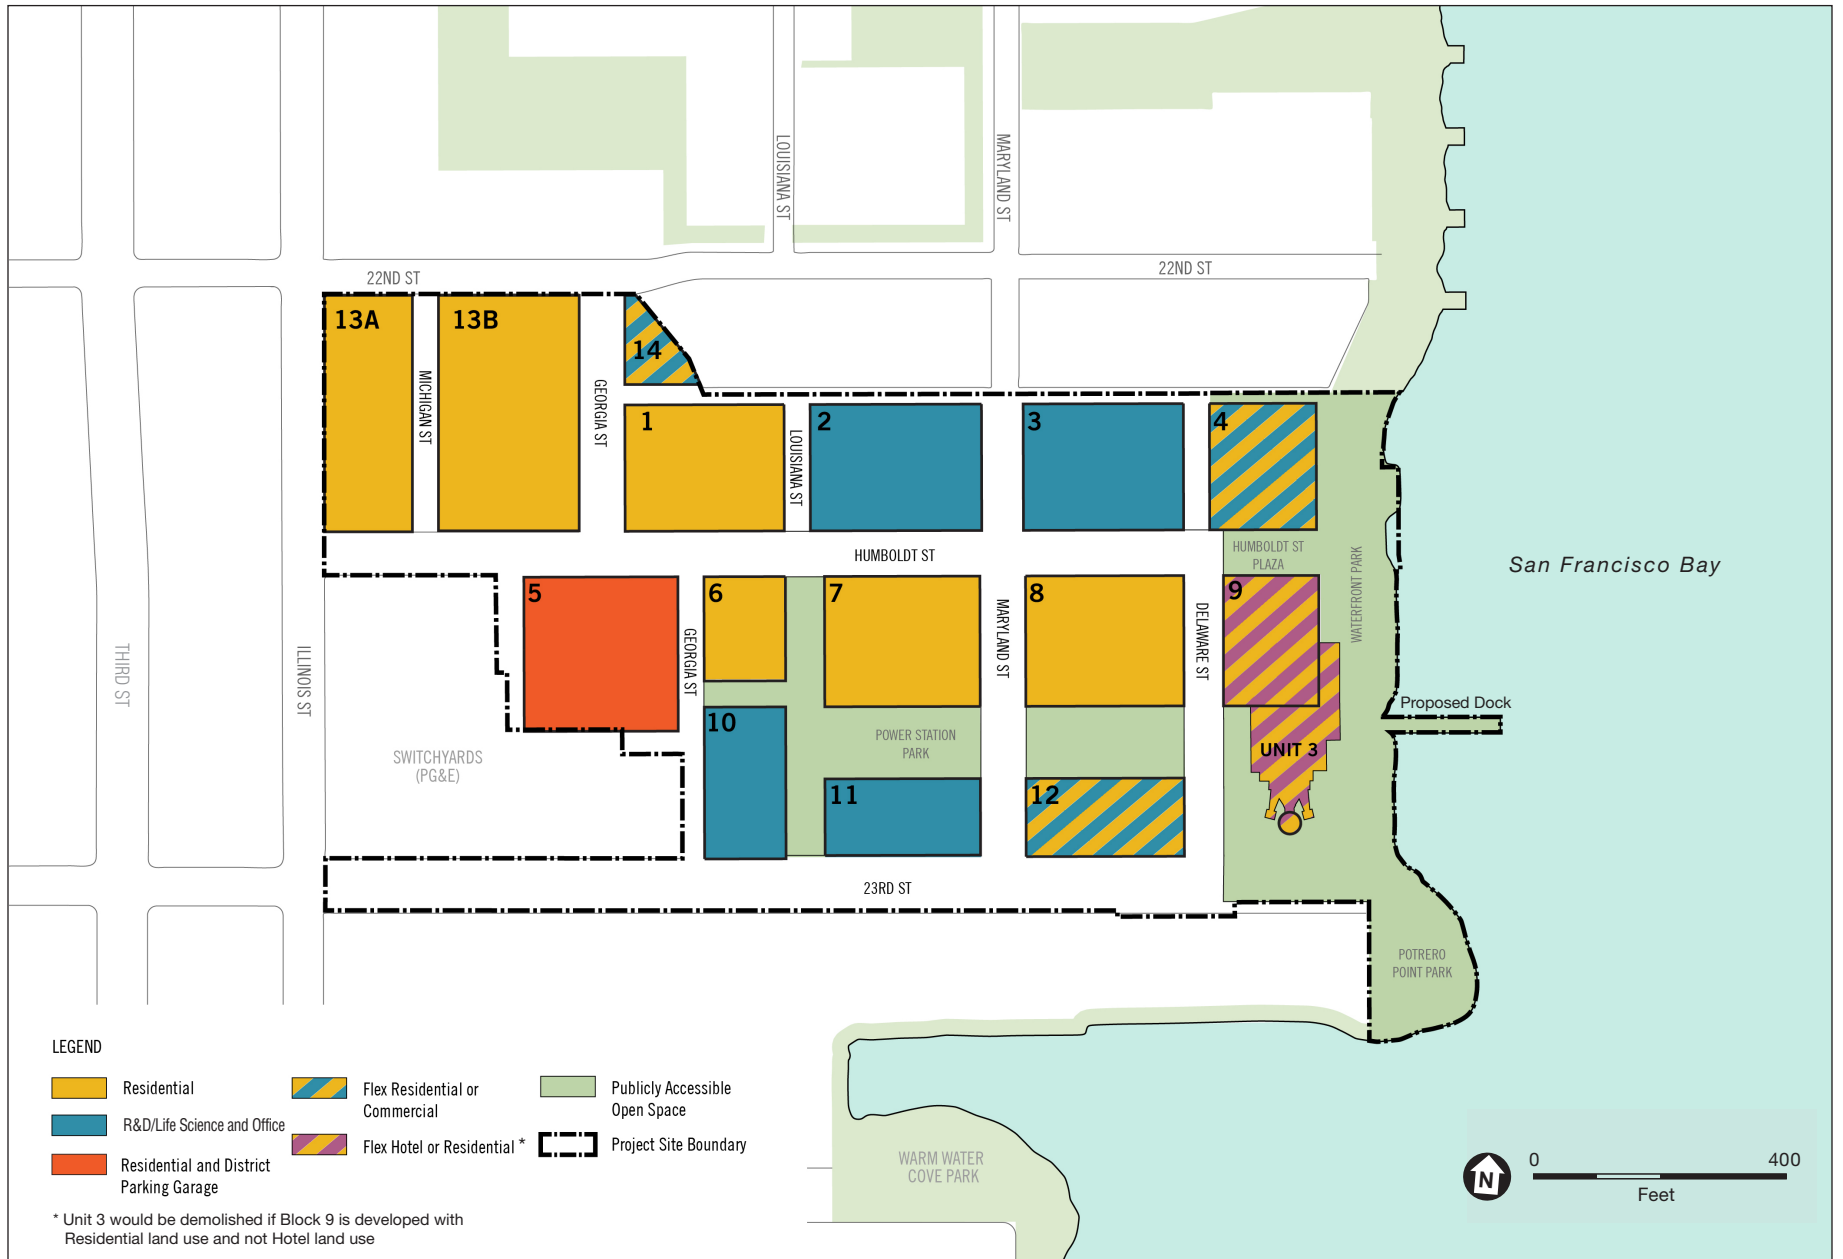 LOUISIANA ST
MARYLAND ST
22ND ST
22ND ST
13A
13B
14
MICHIGAN ST
GEORGIA ST
1
LOUISIANA ST
2
3
4
HUMBOLDT ST
HUMBOLDT ST
PLAZA
WATERFRONT PARK
San Francisco Bay
THIRD ST
ILLINOIS ST
5
GEORGIA ST
6
7
MARYLAND ST
8
DELAWARE ST
9
Proposed Dock
10
POWER STATION
PARK
UNIT 3
SWITCHYARDS
(PG&E)
11
12
23RD ST
POTRERO
POINT PARK
WARM WATER
COVE PARK
LEGEND
Residential
R&D/Life Science and Office
Residential and District
Parking Garage
Flex Residential or
Commercial
Flex Hotel or Residential *
Publicly Accessible
Open Space
Project Site Boundary
* Unit 3 would be demolished if Block 9 is developed with
Residential land use and not Hotel land use
N
0
400
Feet